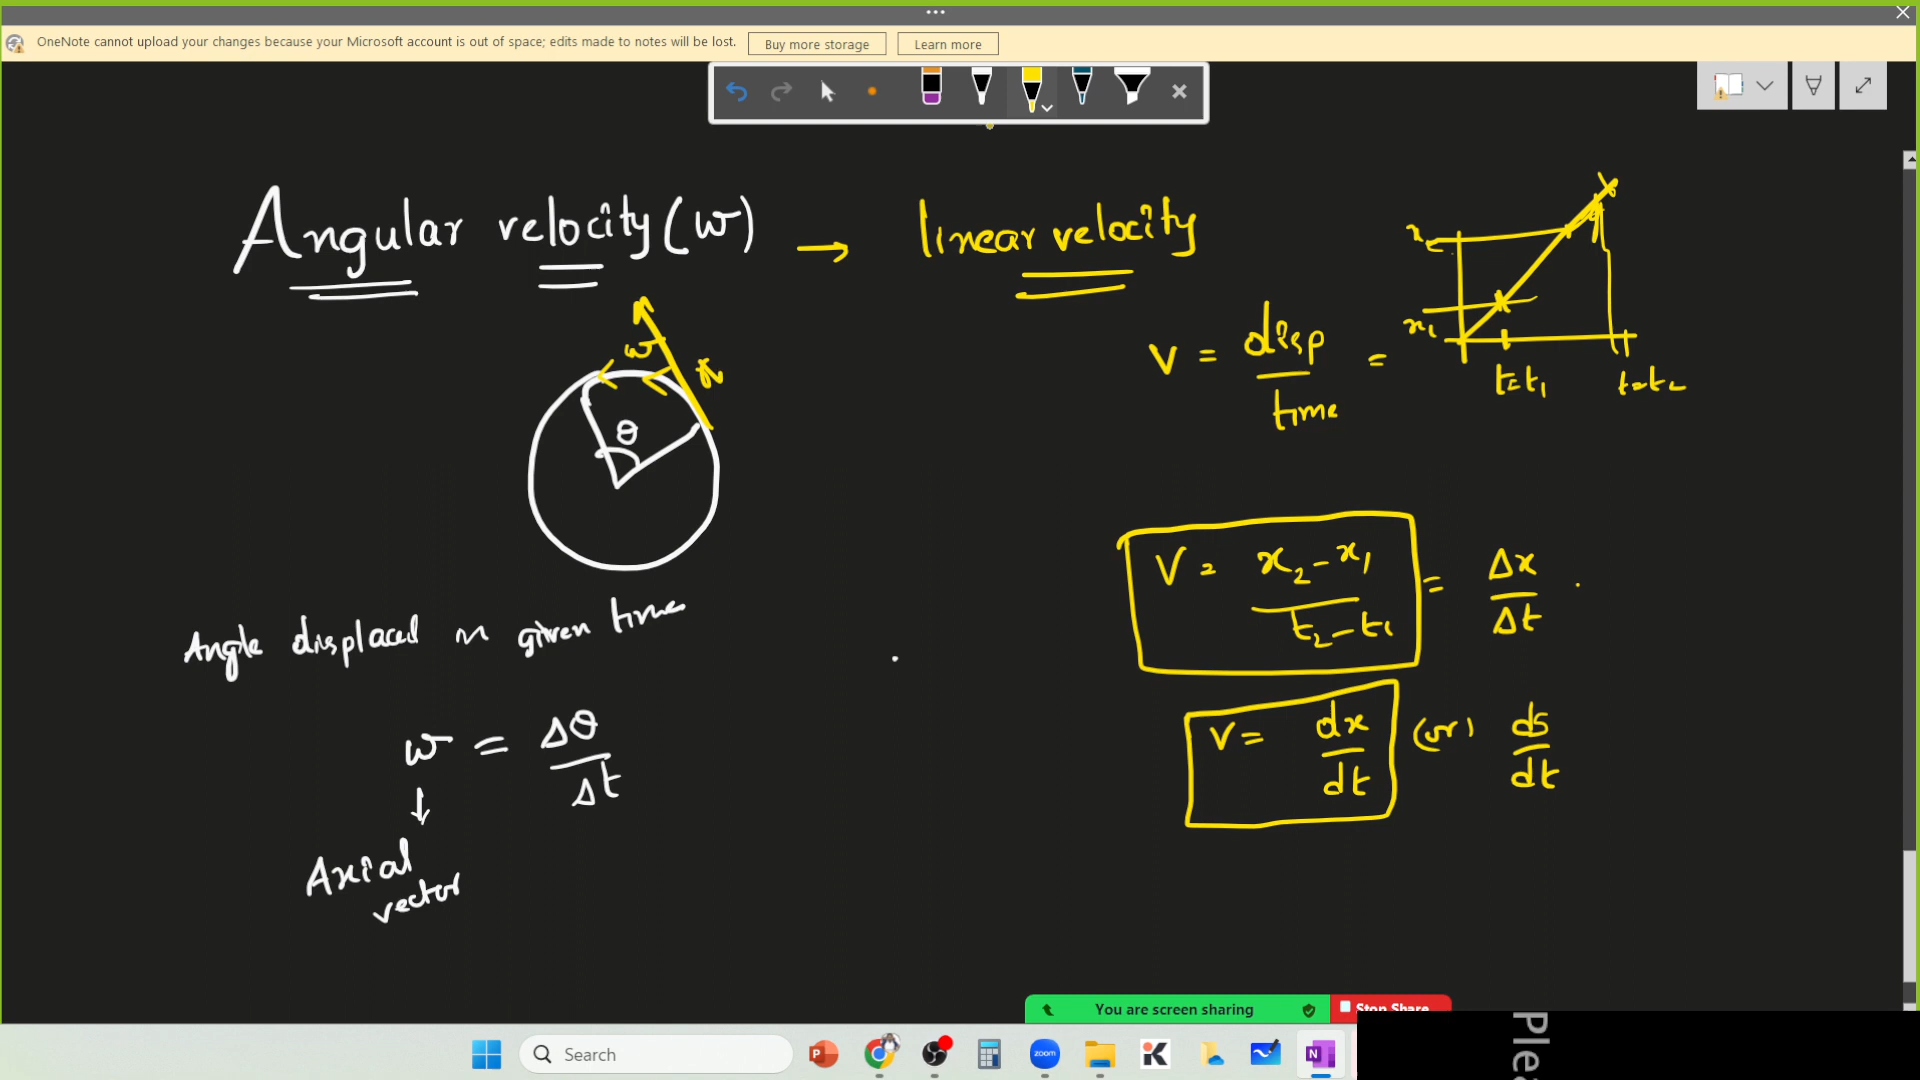 OneNote cannot upload your changes because your Microsoft account is out of space; edits made to notes will be lost. Buy more storage Learn more
Angular velocity (ω) → linear velocity
x₂
x₁
t=t₁
t=t₂
ω
θ
V = disp / time =
V = x₂-x₁ / t₂-t₁ = Δx / Δt
Angle displaced in given time
ω = Δθ / Δt
↓
Axial
vector
V = dx / dt (or) ds / dt
You are screen sharing Stop Share
Search
zoom
Plea